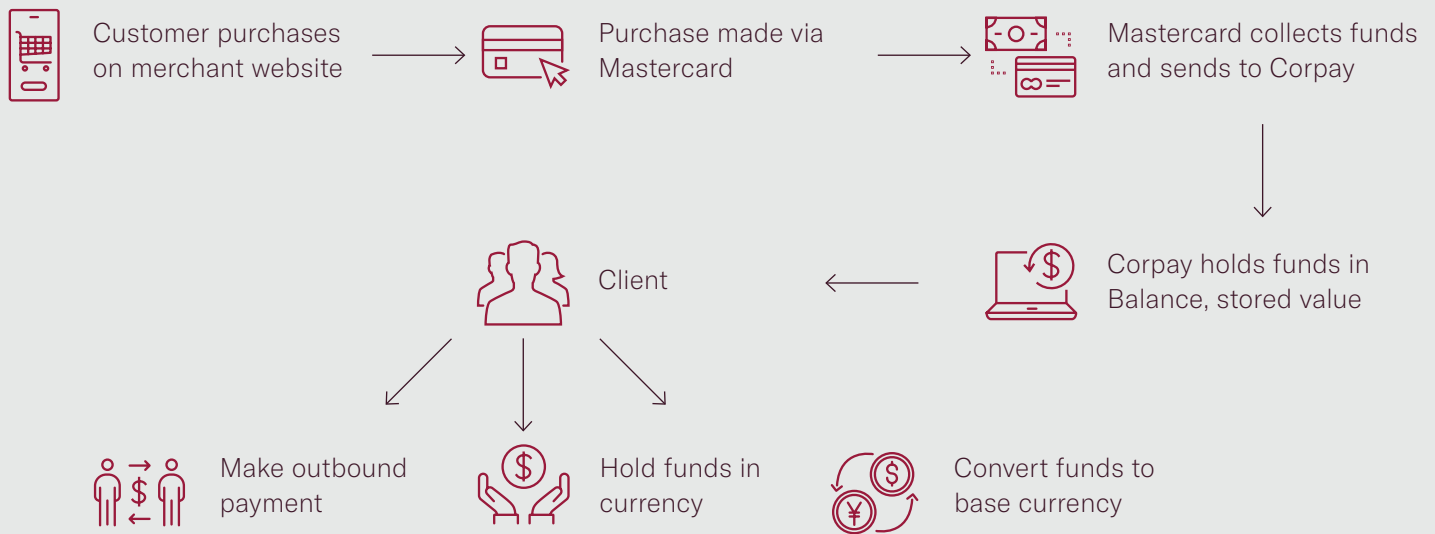 Customer purchases
on merchant website
Purchase made via
Mastercard
Mastercard collects funds
and sends to Corpay
Client
Corpay holds funds in
Balance, stored value
Make outbound
payment
Hold funds in
currency
Convert funds to
base currency